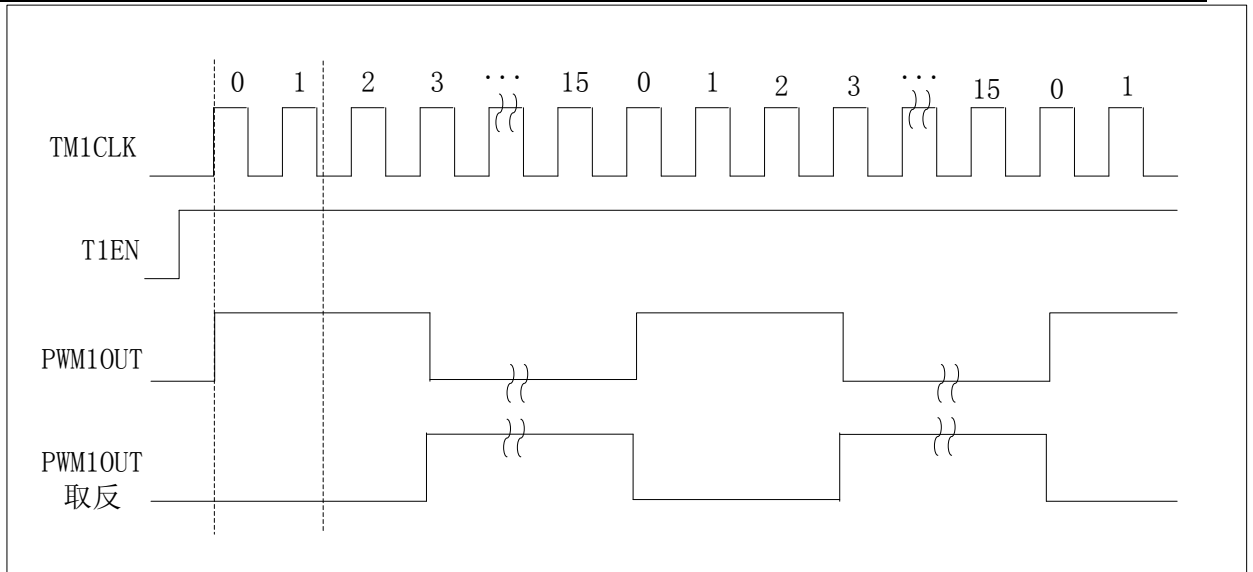 0 1 2 3 ··· 15 0 1 2 3 ··· 15 0 1
TM1CLK
T1EN
PWM1OUT
PWM1OUT
取反